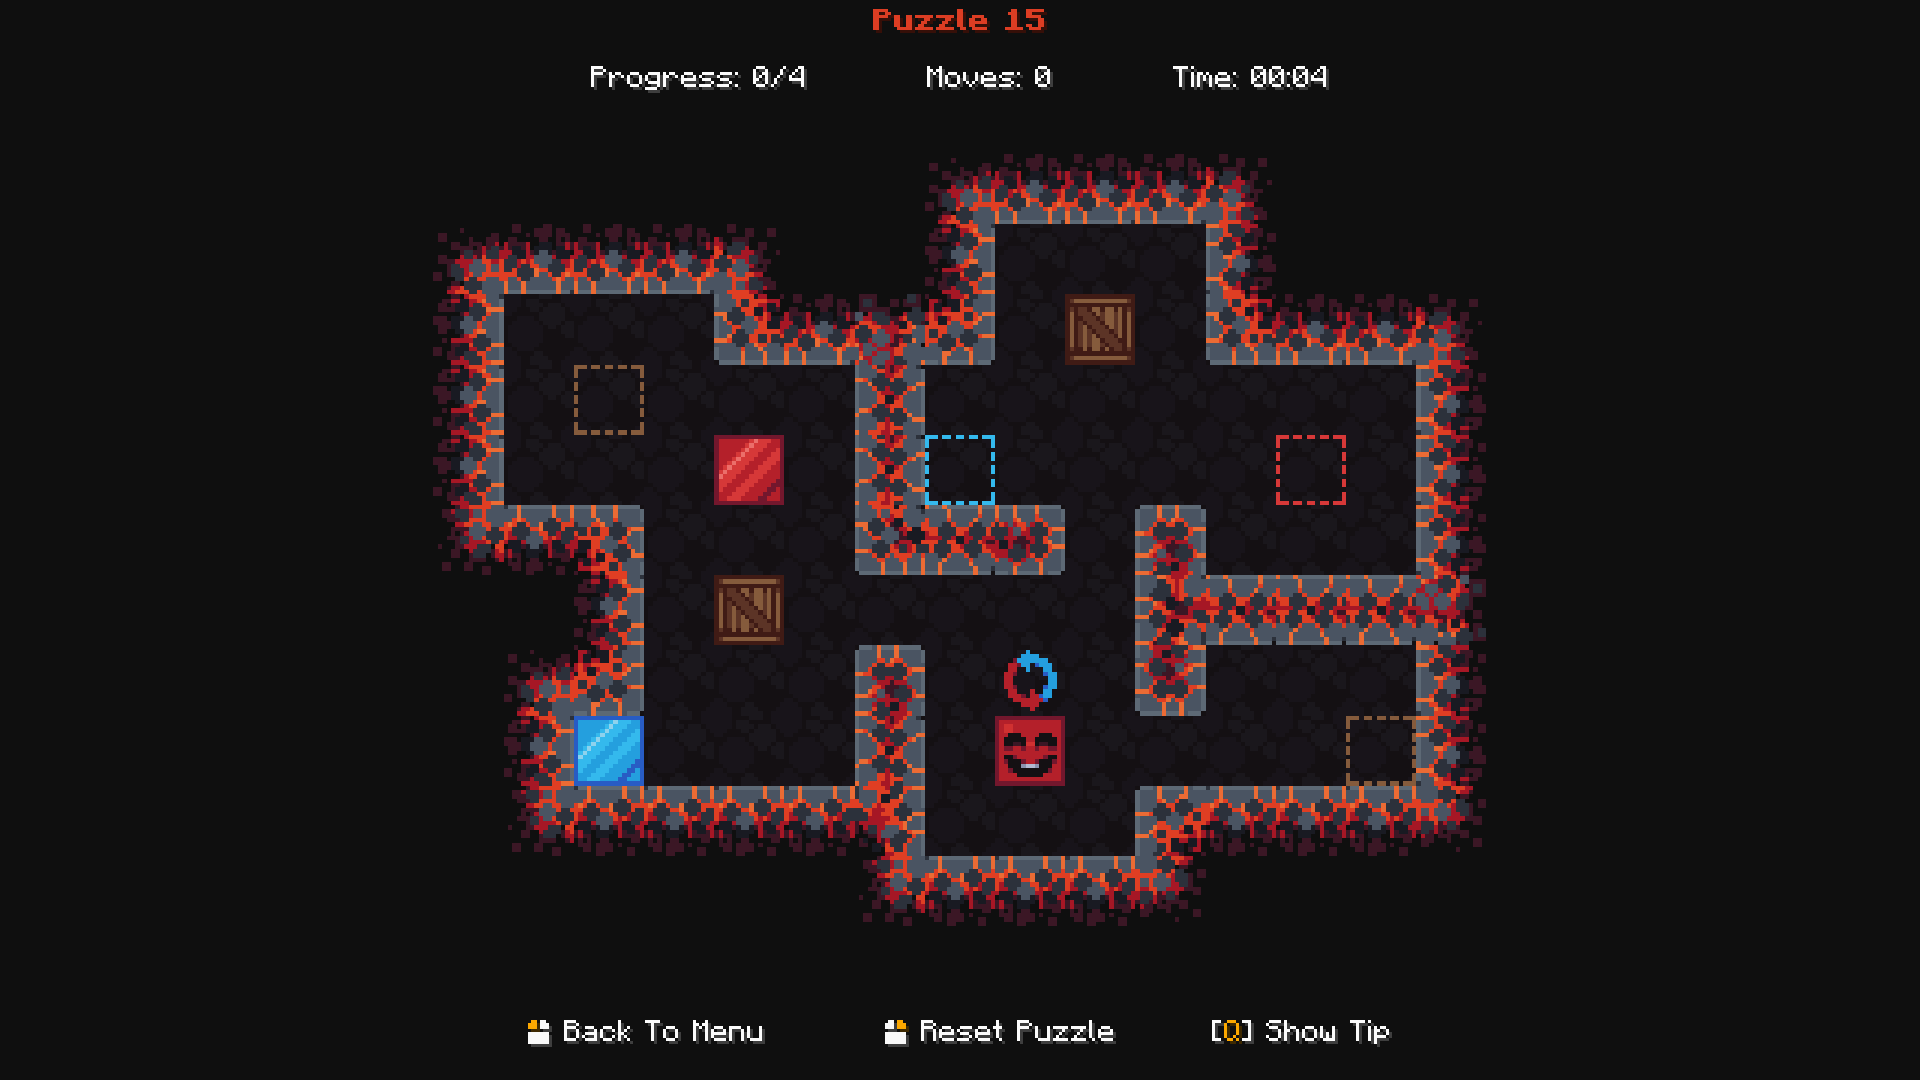 Puzzle 15
Progress: 0/4 Moves: 0 Time: 00:04
Back To Menu Reset Puzzle [Q] Show Tip